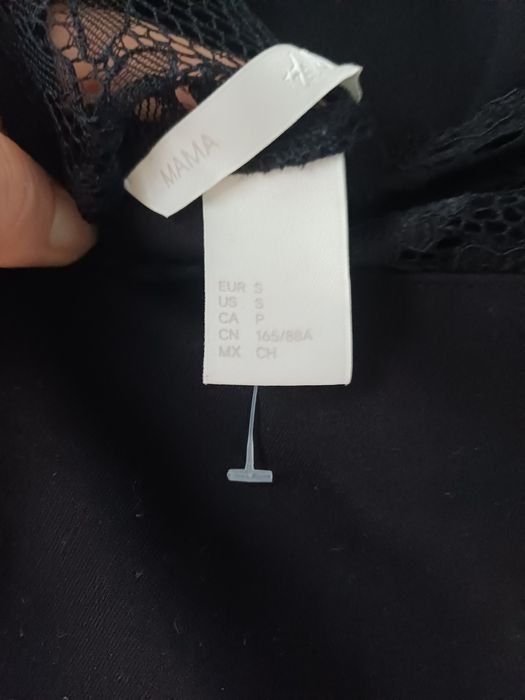 MAMA
EUR S
US S
CA P
CN 165/88A
MX CH